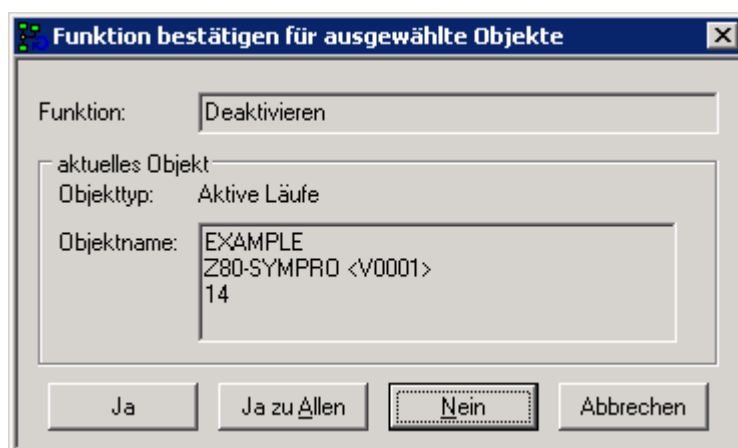 Funktion bestätigen für ausgewählte Objekte
Funktion: Deaktivieren
aktuelles Objekt
Objekttyp: Aktive Läufe
Objektname: EXAMPLE
Z80-SYMPRO <V0001>
14
Ja Ja zu Allen Nein Abbrechen